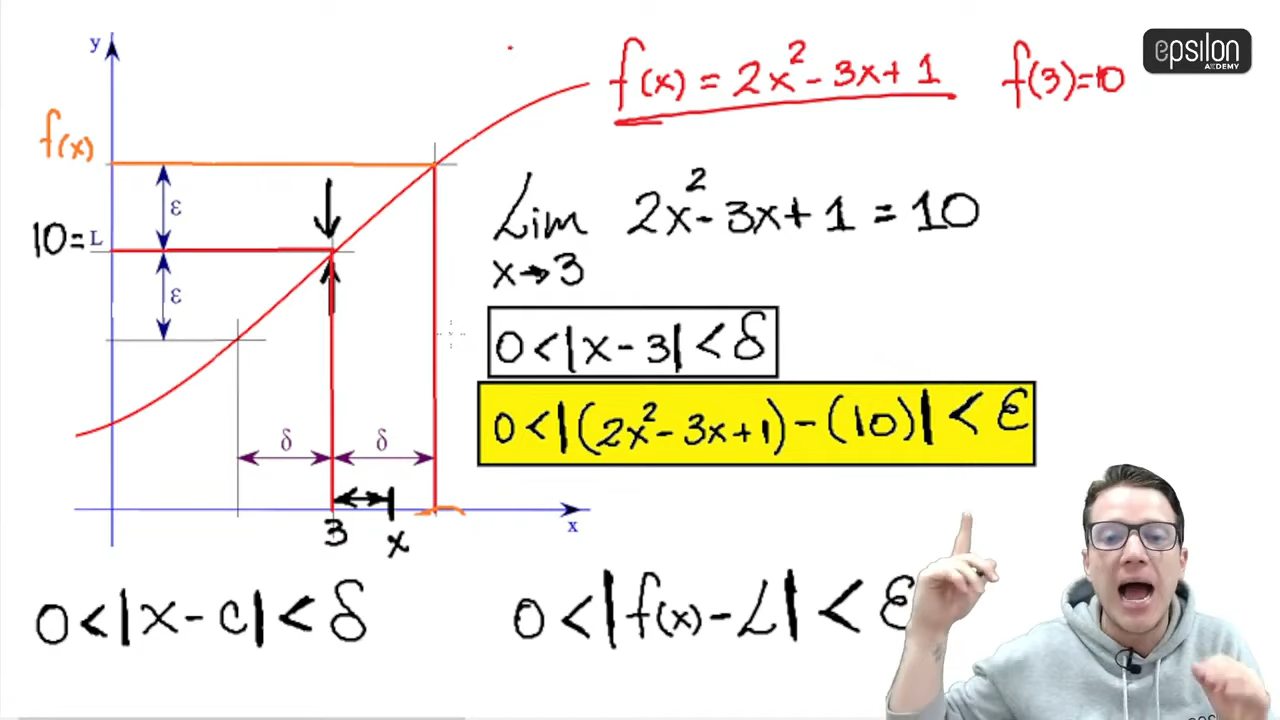 epsilon
ACADEMY
y
f(x) = 2x² - 3x + 1
f(3)=10
f(x)
ε
10 = L
ε
Lim 2x² - 3x + 1 = 10
x→3
0 < |x - 3| < δ
0 < |(2x² - 3x + 1) - (10)| < ε
δ δ
3 x x
0 < |x - c| < δ
0 < |f(x) - L| < ε